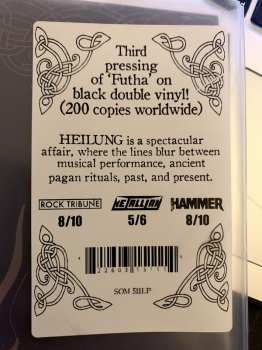 Third
pressing
of 'Futha' on
black double vinyl!
(200 copies worldwide)
HEILUNG is a spectacular
affair, where the lines blur between
musical performance, ancient
pagan rituals, past, and present.
ROCK TRIBUNE METALLIAN HAMMER
8/10 5/6 8/10
SOM 511LP